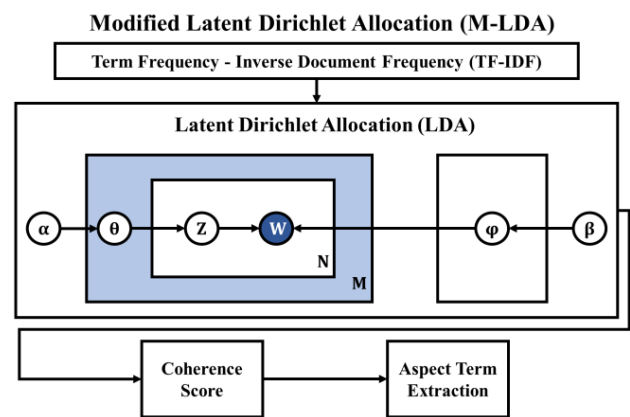 Modified Latent Dirichlet Allocation (M-LDA)
Term Frequency - Inverse Document Frequency (TF-IDF)
Latent Dirichlet Allocation (LDA)
α θ Z W φ β
N
M
Coherence
Score
Aspect Term
Extraction